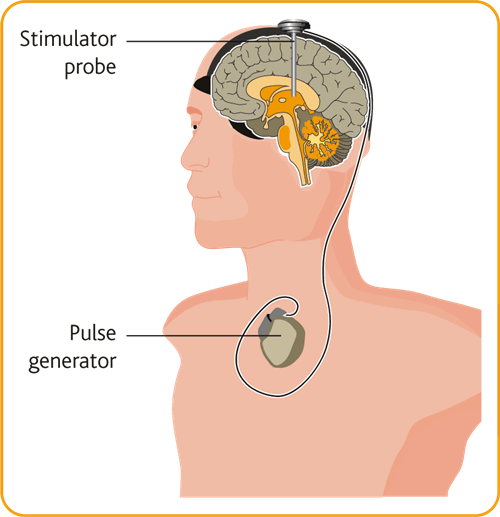 Stimulator
probe
Pulse
generator